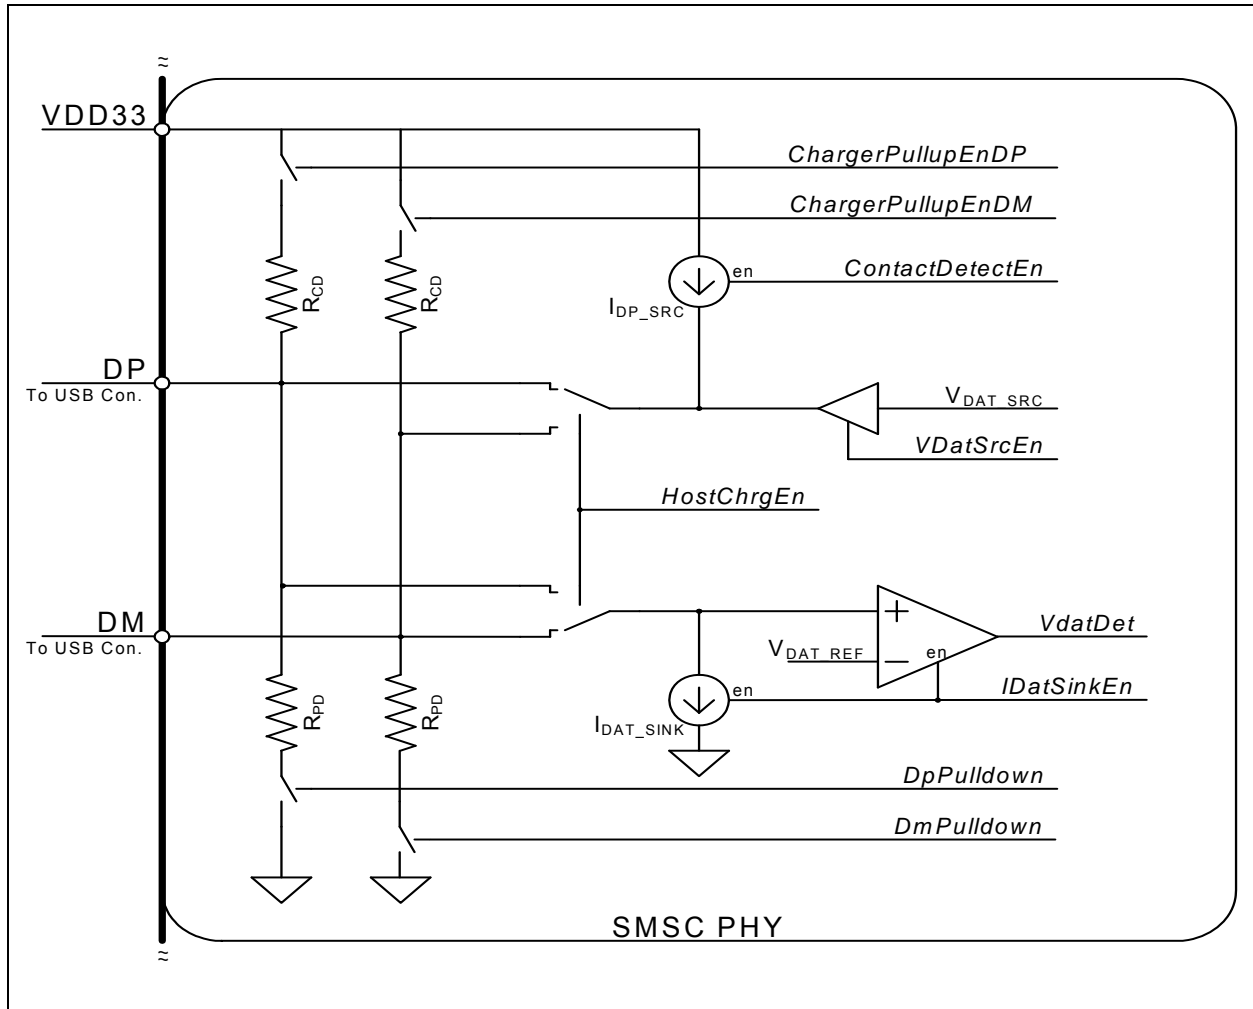 ≈
VDD33
ChargerPullupEnDP
ChargerPullupEnDM
en
ContactDetectEn
RCD
RCD
IDP_SRC
DP
To USB Con.
VDAT_SRC
VDatSrcEn
HostChrgEn
DM
To USB Con.
+
VdatDet
VDAT_REF
−
en
en
IDatSinkEn
RPD
RPD
IDAT_SINK
DpPulldown
DmPulldown
SMSC PHY
≈